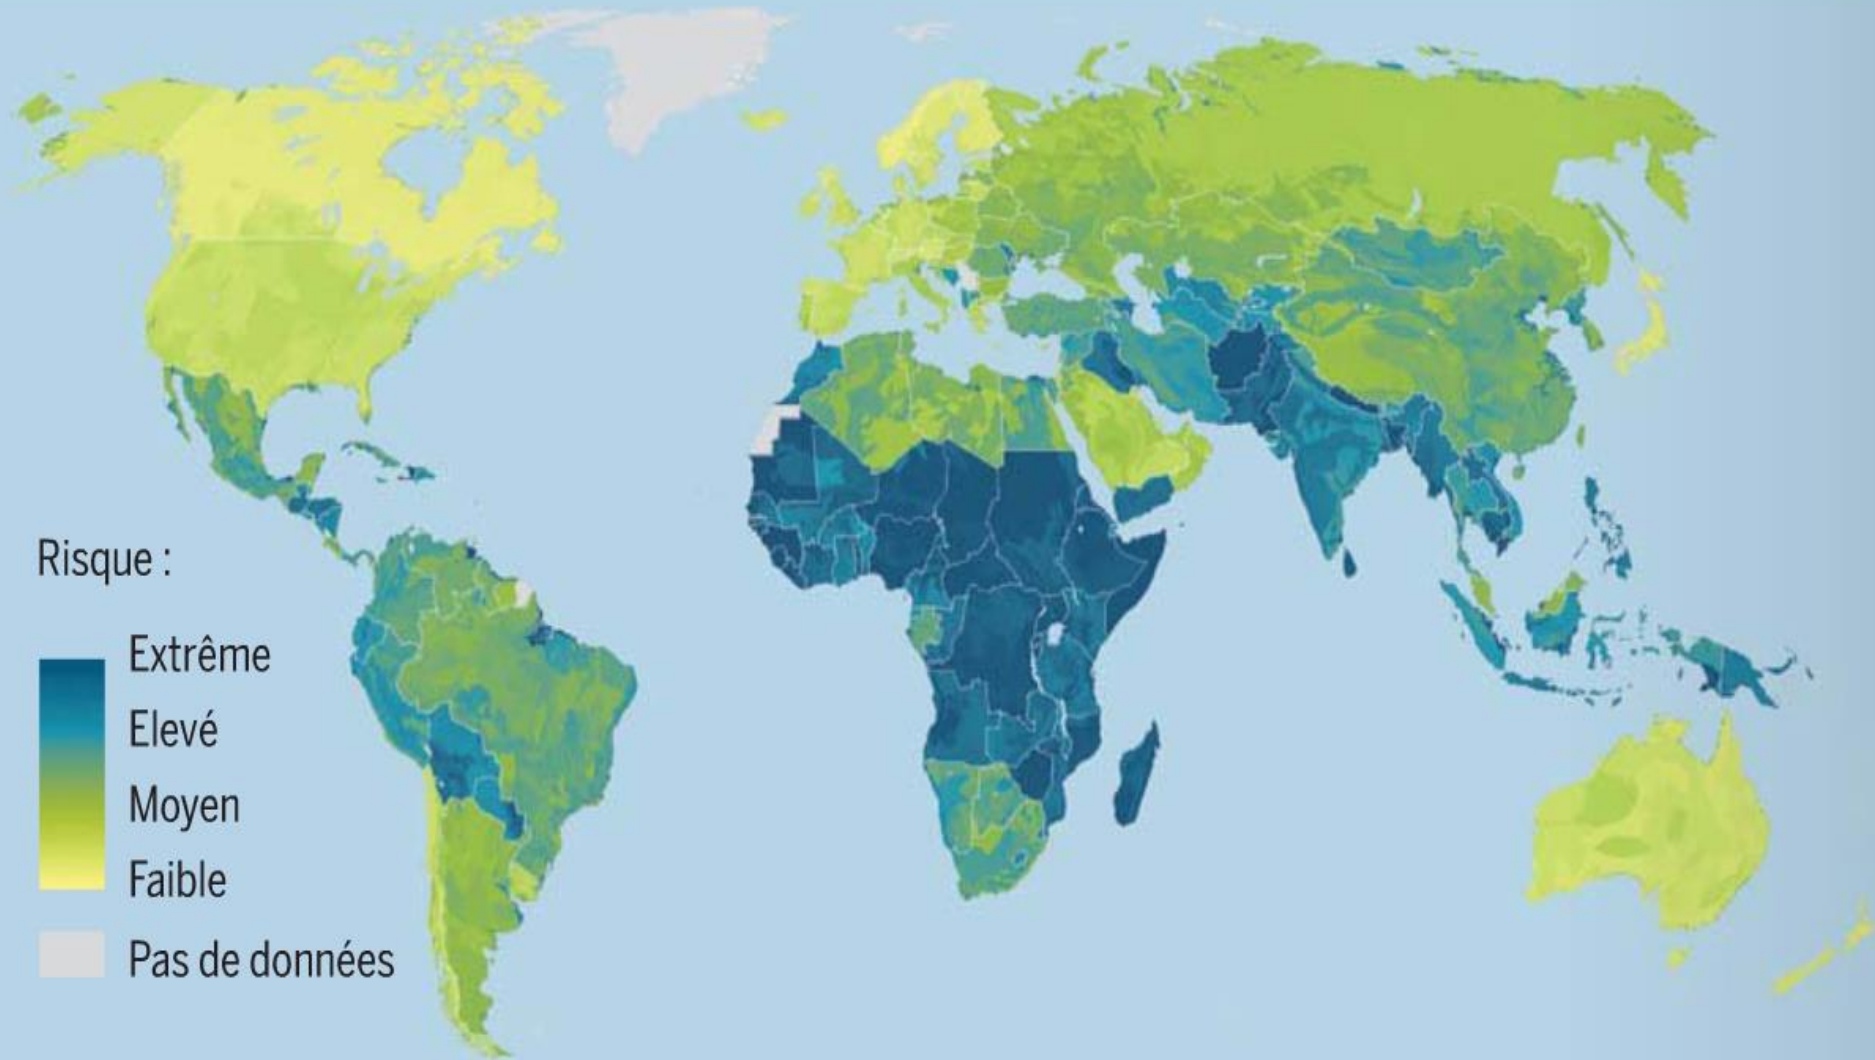 Risque :
Extrême
Elevé
Moyen
Faible
Pas de données